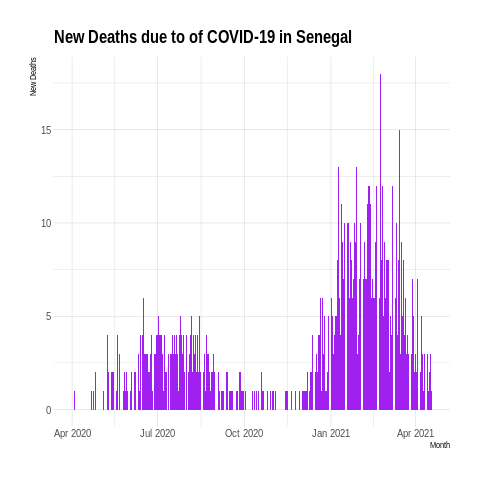 New Deaths due to of COVID-19 in Senegal
New Deaths
15
10
5
0
Apr 2020 Jul 2020 Oct 2020 Jan 2021 Apr 2021
Month